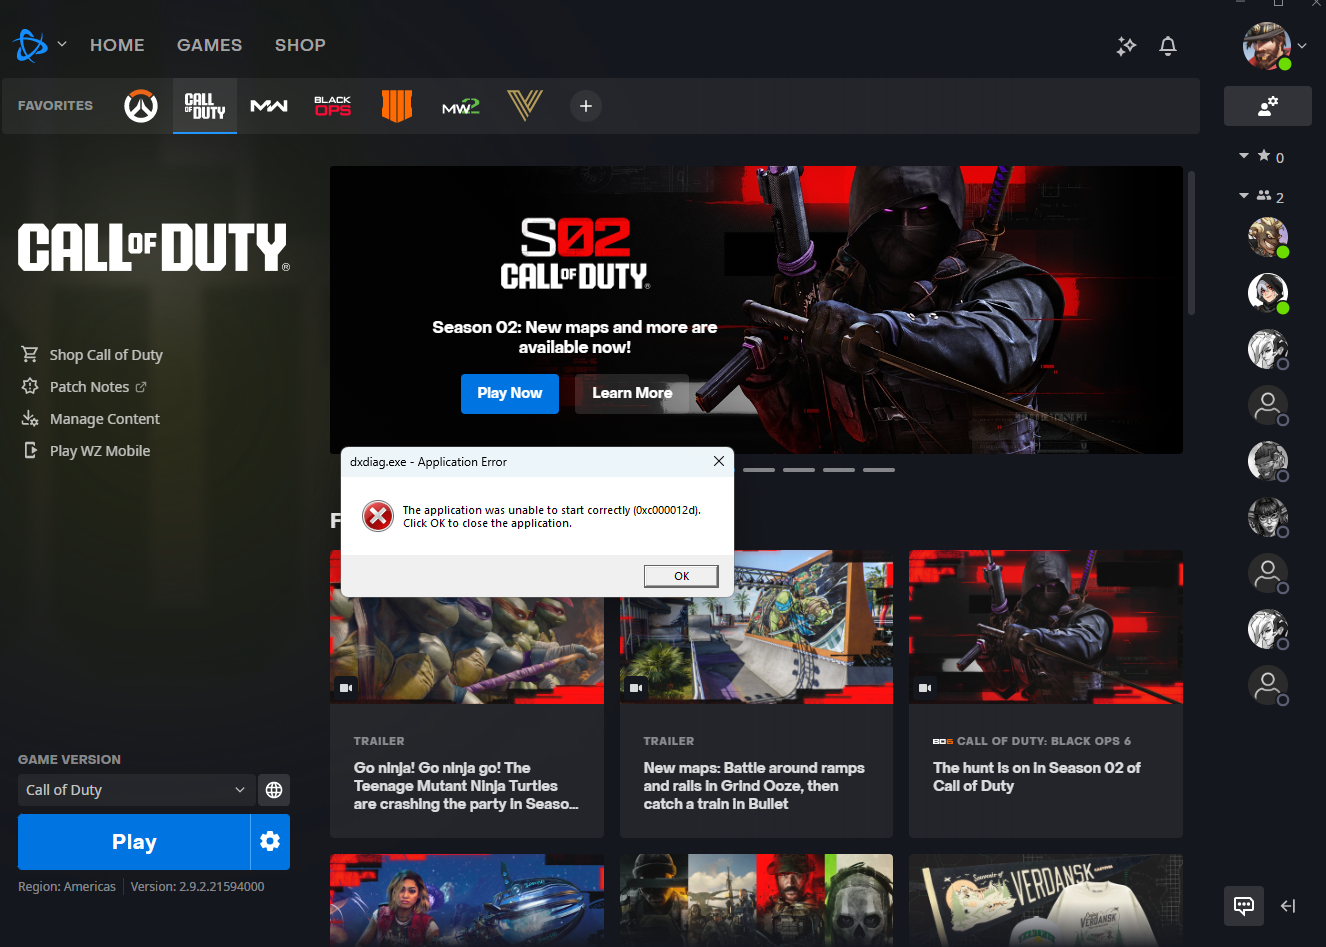 HOME
GAMES
SHOP
FAVORITES
CALL OF DUTY
MW
BLACK OPS
MW2
CALL OF DUTY®
Shop Call of Duty
Patch Notes
Manage Content
Play WZ Mobile
S02
CALL OF DUTY®
Season 02: New maps and more are
available now!
Play Now
Learn More
0
2
dxdiag.exe - Application Error
The application was unable to start correctly (0xc000012d).
Click OK to close the application.
OK
F
TRAILER
Go ninja! Go ninja go! The
Teenage Mutant Ninja Turtles
are crashing the party in Seaso...
TRAILER
New maps: Battle around ramps
and rails in Grind Ooze, then
catch a train in Bullet
BO6 CALL OF DUTY: BLACK OPS 6
The hunt is on in Season 02 of
Call of Duty
GAME VERSION
Call of Duty
Play
Region: Americas
Version: 2.9.2.21594000
VERDANSK
VERDANSK